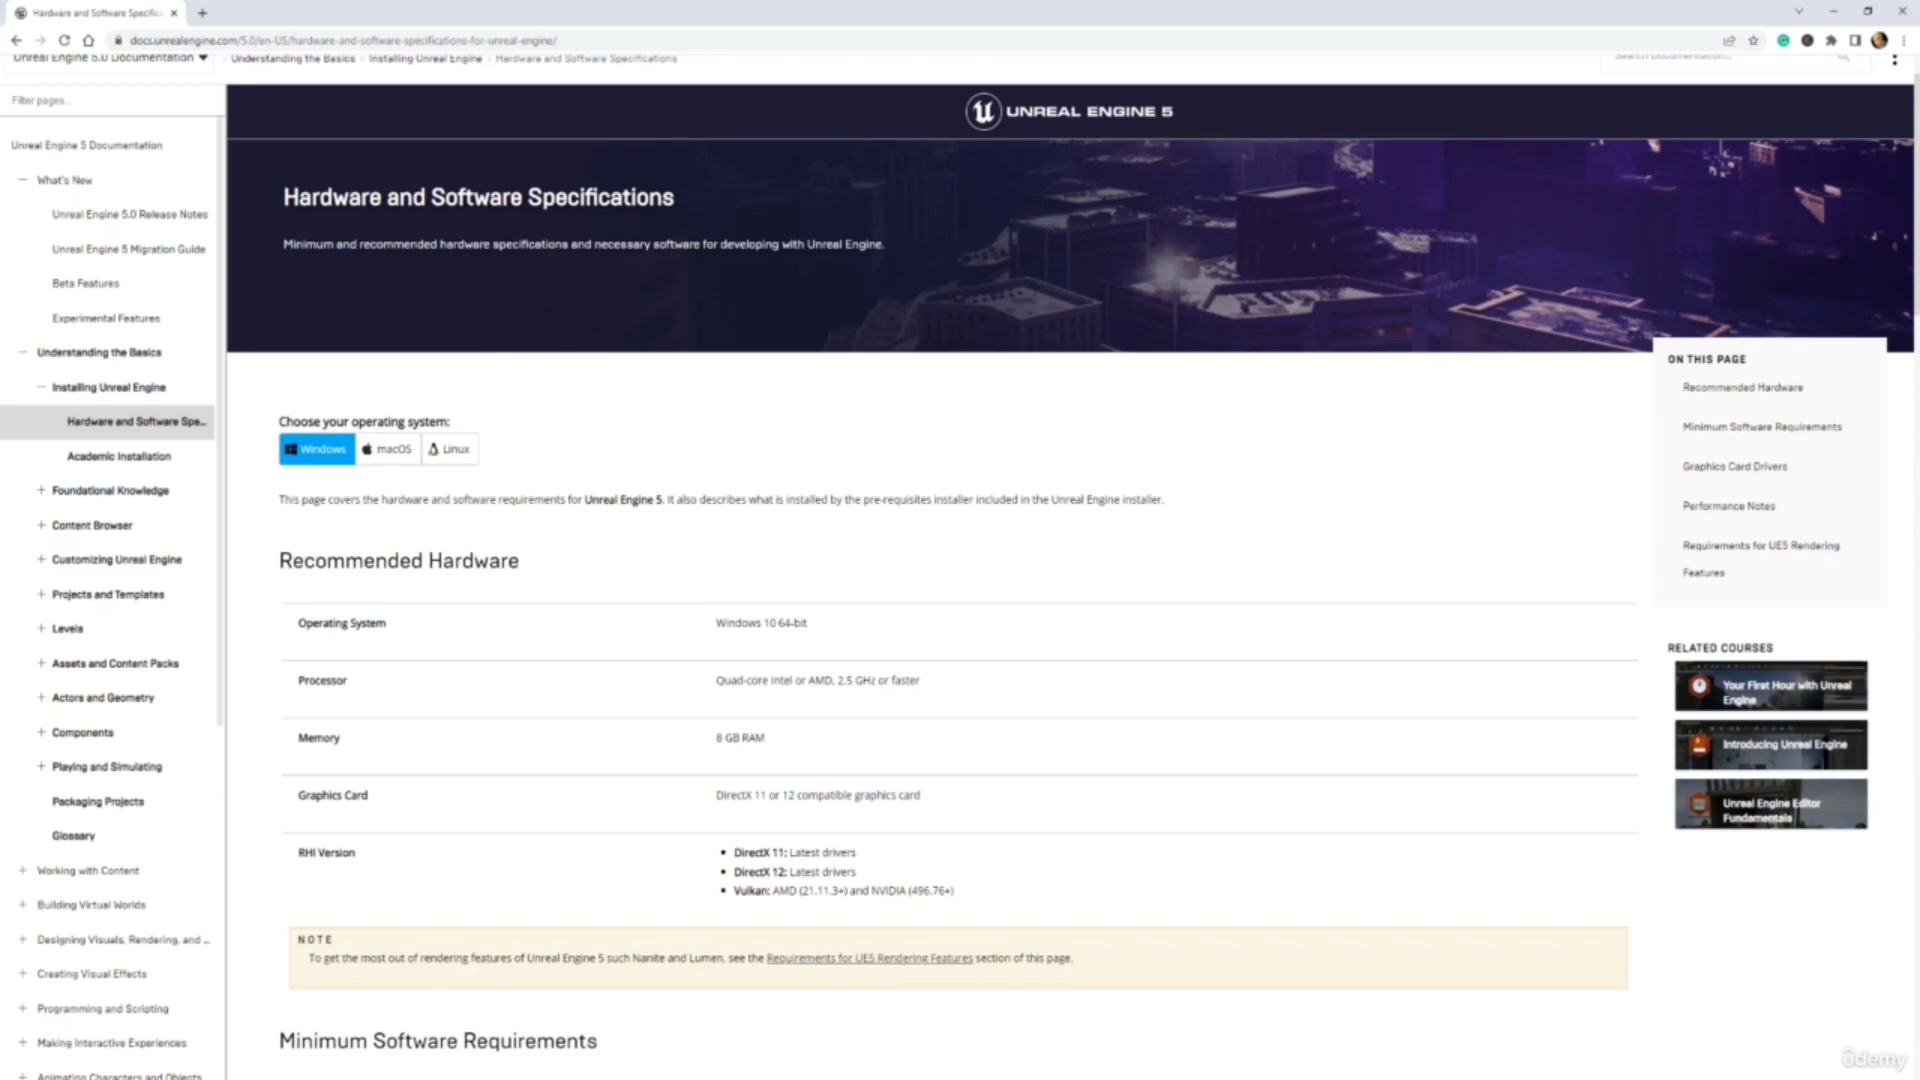 Hardware and Software Specific
docs.unrealengine.com/5.0/en-US/hardware-and-software-specifications-for-unreal-engine/
Unreal Engine 5.0 Documentation
Understanding the Basics
Installing Unreal Engine
Hardware and Software Specifications
Search Documentation...
Filter pages...
UNREAL ENGINE 5
Unreal Engine 5 Documentation
What's New
Unreal Engine 5.0 Release Notes
Unreal Engine 5 Migration Guide
Beta Features
Experimental Features
Understanding the Basics
Installing Unreal Engine
Hardware and Software Spe...
Academic Installation
Foundational Knowledge
Content Browser
Customizing Unreal Engine
Projects and Templates
Levels
Assets and Content Packs
Actors and Geometry
Components
Playing and Simulating
Packaging Projects
Glossary
Working with Content
Building Virtual Worlds
Designing Visuals, Rendering, and ...
Creating Visual Effects
Programming and Scripting
Making Interactive Experiences
Animating Characters and Objects
Hardware and Software Specifications
Minimum and recommended hardware specifications and necessary software for developing with Unreal Engine.
Choose your operating system:
Windows macOS Linux
This page covers the hardware and software requirements for Unreal Engine 5. It also describes what is installed by the pre-requisites installer included in the Unreal Engine installer.
Recommended Hardware
Operating System Windows 10 64-bit
Processor Quad-core Intel or AMD, 2.5 GHz or faster
Memory 8 GB RAM
Graphics Card DirectX 11 or 12 compatible graphics card
RHI Version
• DirectX 11: Latest drivers
• DirectX 12: Latest drivers
• Vulkan: AMD (21.11.3+) and NVIDIA (496.76+)
NOTE
To get the most out of rendering features of Unreal Engine 5 such Nanite and Lumen, see the Requirements for UE5 Rendering Features section of this page.
Minimum Software Requirements
ON THIS PAGE
Recommended Hardware
Minimum Software Requirements
Graphics Card Drivers
Performance Notes
Requirements for UE5 Rendering
Features
RELATED COURSES
Your First Hour with Unreal
Engine
Introducing Unreal Engine
Unreal Engine Editor
Fundamentals
ûdemy